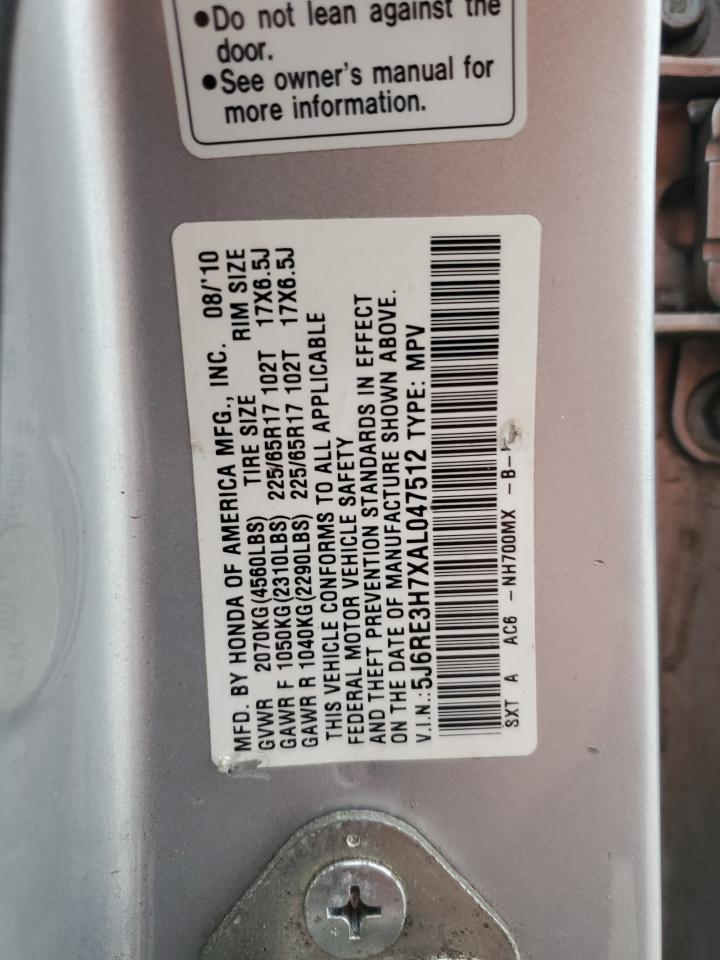 ●Do not lean against the
door.
●See owner's manual for
more information.
MFD. BY HONDA OF AMERICA MFG., INC. 08/'10
GVWR 2070KG(4560LBS) TIRE SIZE RIM SIZE
GAWR F 1050KG(2310LBS) 225/65R17 102T 17X6.5J
GAWR R 1040KG(2290LBS) 225/65R17 102T 17X6.5J
THIS VEHICLE CONFORMS TO ALL APPLICABLE
FEDERAL MOTOR VEHICLE SAFETY
AND THEFT PREVENTION STANDARDS IN EFFECT
ON THE DATE OF MANUFACTURE SHOWN ABOVE.
V.I.N.:5J6RE3H7XAL047512 TYPE: MPV
SXT A AC6 -NH700MX -B-